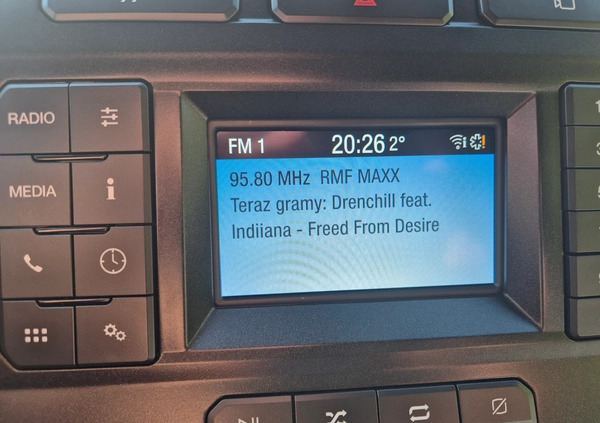 RADIO
MEDIA
FM 1 20:26 2°
95.80 MHz RMF MAXX
Teraz gramy: Drenchill feat.
Indiiana - Freed From Desire